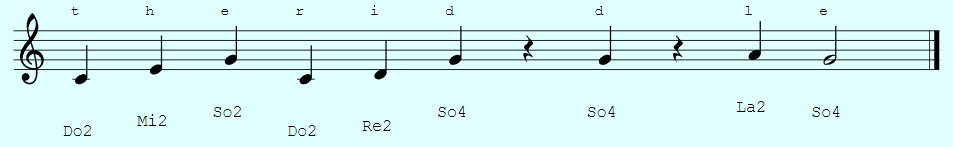 t h e r i d d l e
Do2 Mi2 So2 Do2 Re2 So4 So4 La2 So4